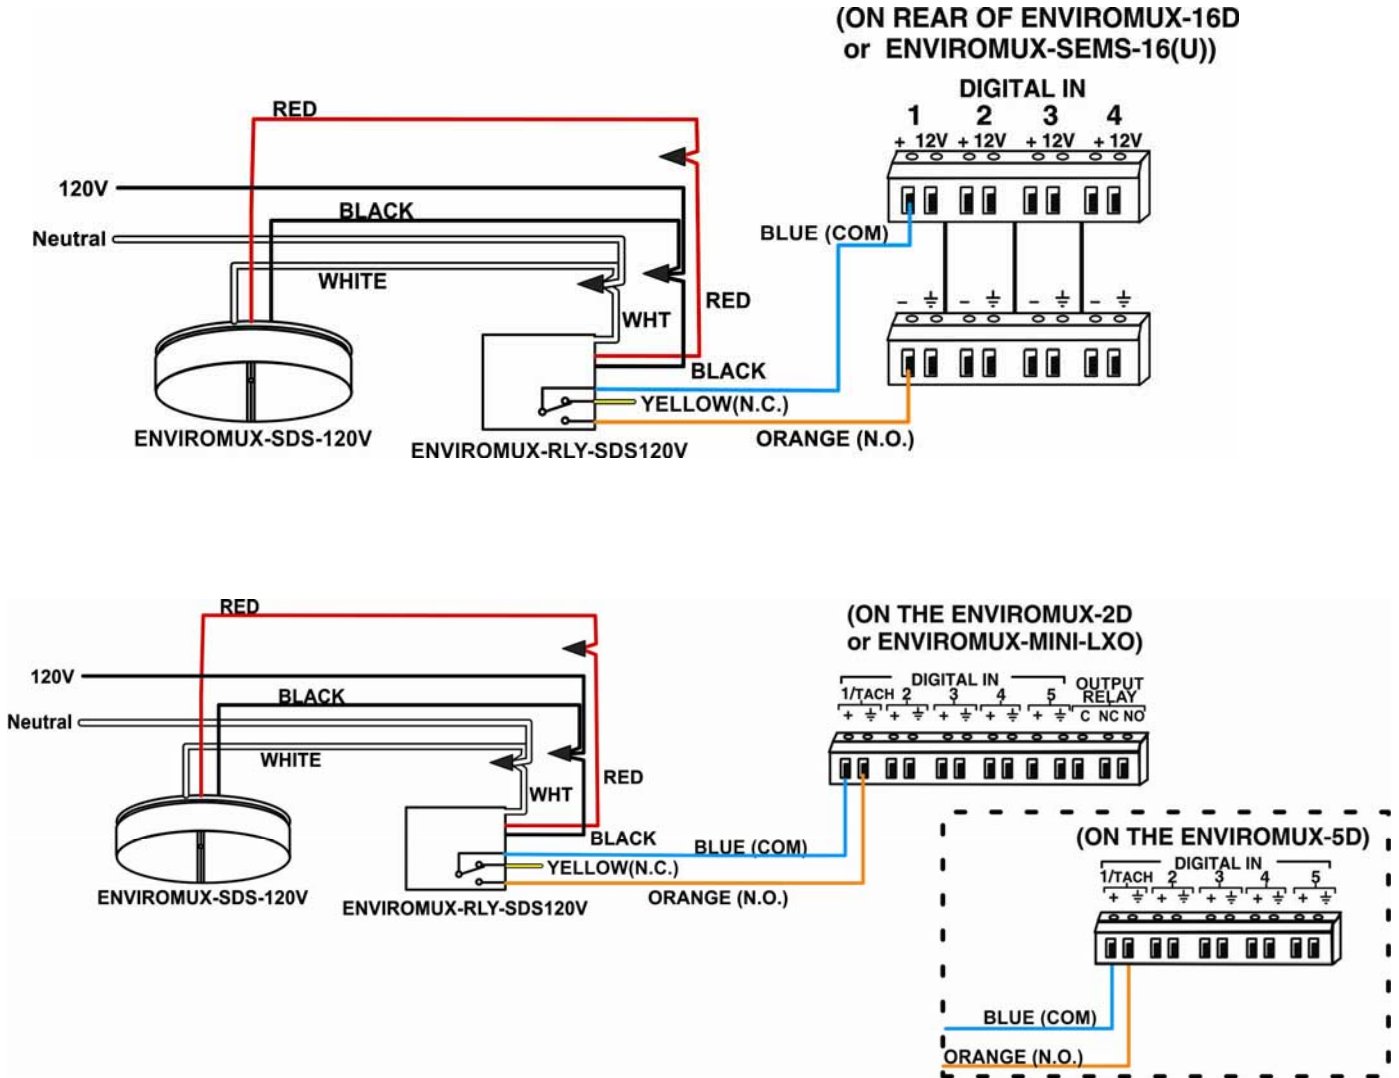 (ON REAR OF ENVIROMUX-16D
or ENVIROMUX-SEMS-16(U))
DIGITAL IN
1 2 3 4
+ 12V + 12V + 12V + 12V
RED
120V
BLACK
Neutral
BLUE (COM)
WHITE
RED
WHT
- - - -
BLACK
YELLOW(N.C.)
ORANGE (N.O.)
ENVIROMUX-SDS-120V
ENVIROMUX-RLY-SDS120V
RED
(ON THE ENVIROMUX-2D
or ENVIROMUX-MINI-LXO)
120V
DIGITAL IN
OUTPUT
RELAY
1/TACH 2 3 4 5
+ + + + + C NC NO
BLACK
Neutral
WHITE
RED
WHT
BLACK
BLUE (COM)
YELLOW(N.C.)
ORANGE (N.O.)
ENVIROMUX-SDS-120V
ENVIROMUX-RLY-SDS120V
(ON THE ENVIROMUX-5D)
DIGITAL IN
1/TACH 2 3 4 5
+ + + + +
BLUE (COM)
ORANGE (N.O.)